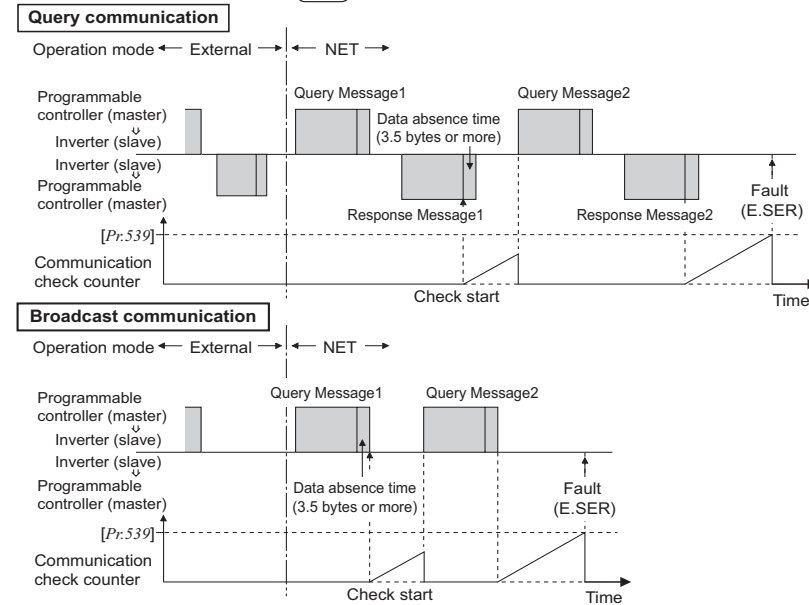 Query communication
Operation mode External NET
Query Message1 Query Message2
Programmable
controller (master)
Data absence time
(3.5 bytes or more)
Inverter (slave)
Inverter (slave)
Programmable
controller (master)
Fault
(E.SER)
Response Message1 Response Message2
[Pr.539]
Communication
check counter
Check start
Time
Broadcast communication
Operation mode External NET
Query Message1 Query Message2
Programmable
controller (master)
Inverter (slave)
Inverter (slave)
Programmable
controller (master)
Data absence time
(3.5 bytes or more)
Fault
(E.SER)
[Pr.539]
Communication
check counter
Check start
Time